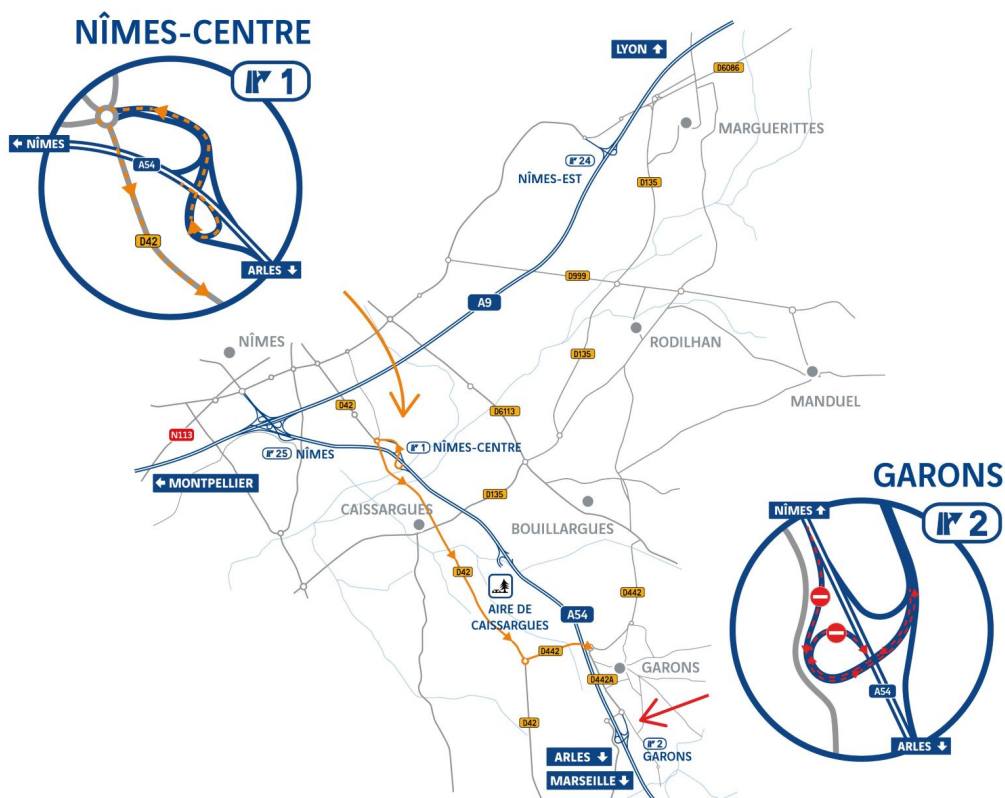 NÎMES-CENTRE
1
← NÎMES
A54
D42
ARLES ↓
LYON ↑
D6086
MARGUERITTES
24
NÎMES-EST
D135
D999
A9
NÎMES
RODILHAN
D135
MANDUEL
D42
D6113
N113
25 NÎMES
1 NÎMES-CENTRE
← MONTPELLIER
D135
CAISSARGUES
BOUILLARGUES
D42
AIRE DE
CAISSARGUES
D442
A54
D442
GARONS
D442A
D42
2
GARONS
ARLES ↓
MARSEILLE ↓
GARONS
2
NÎMES ↑
A54
ARLES ↓